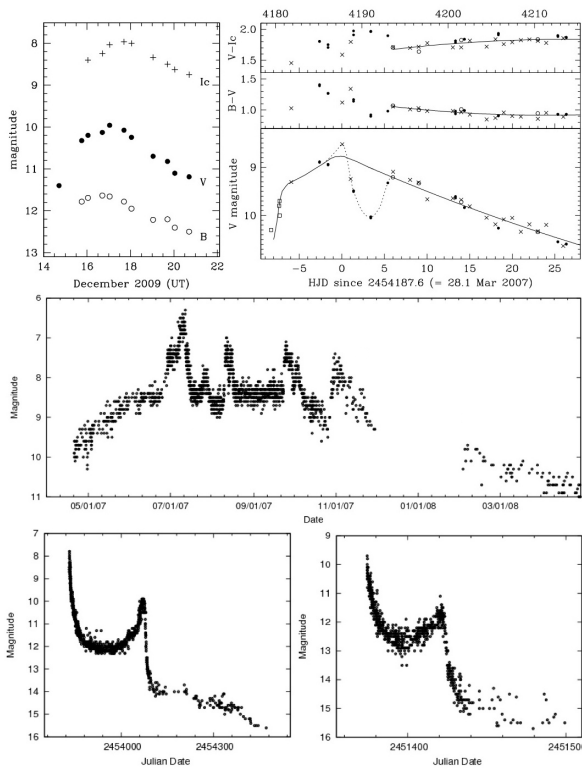 4180 4190 4200 4210
V-Ic
2.0
1.5
B-V
1.5
1.0
V magnitude
9
10
-5 0 5 10 15 20 25
HJD since 2454187.6 (= 28.1 Mar 2007)
magnitude
8
9
10
11
12
13
Ic
V
B
14 16 18 20 22
December 2009 (UT)
Magnitude
6
7
8
9
10
11
05/01/07 07/01/07 09/01/07 11/01/07 01/01/08 03/01/08
Date
Magnitude
7
8
9
10
11
12
13
14
15
16
2454000 2454300
Julian Date
Magnitude
9
10
11
12
13
14
15
16
2451400 2451500
Julian Date